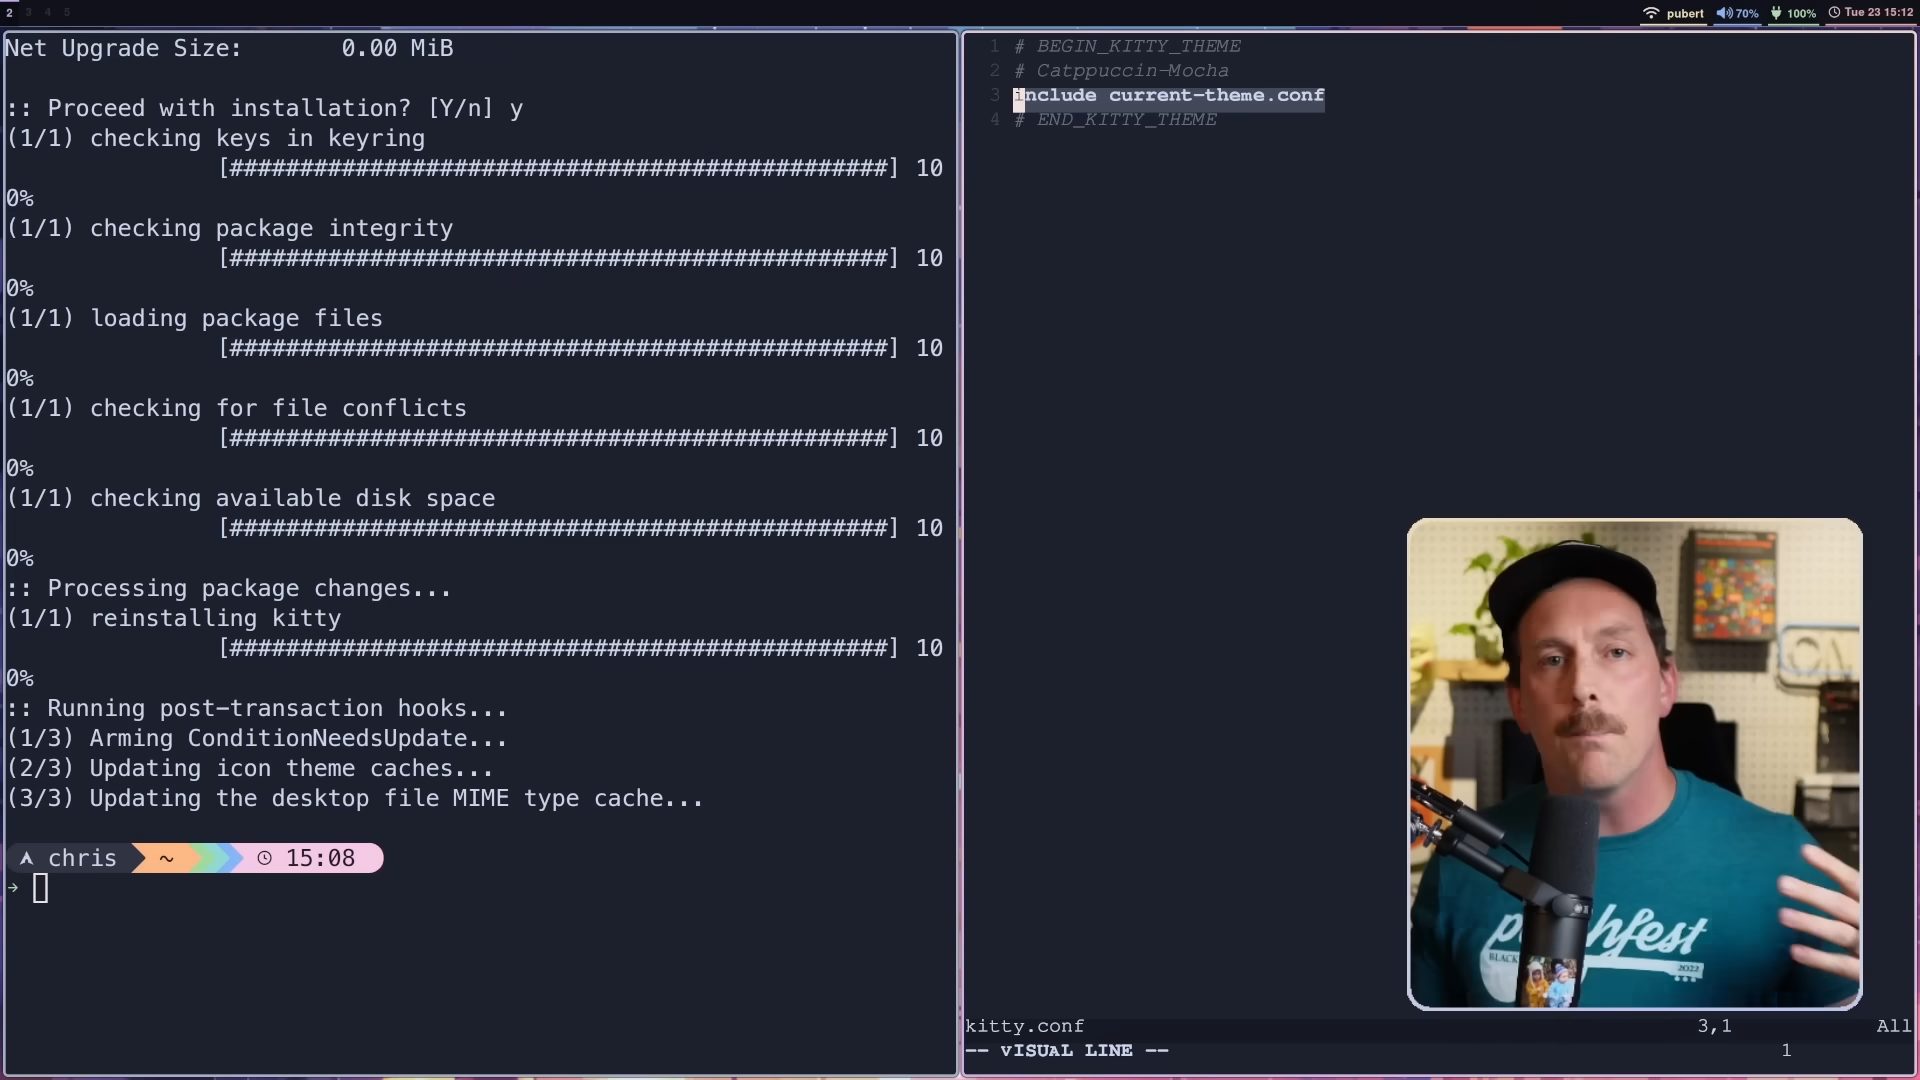 2 3 4 5
pubert 70% 100% Tue 23 15:12
Net Upgrade Size: 0.00 MiB
:: Proceed with installation? [Y/n] y
(1/1) checking keys in keyring
[###############################################] 10
0%
(1/1) checking package integrity
[###############################################] 10
0%
(1/1) loading package files
[###############################################] 10
0%
(1/1) checking for file conflicts
[###############################################] 10
0%
(1/1) checking available disk space
[###############################################] 10
0%
:: Processing package changes...
(1/1) reinstalling kitty
[###############################################] 10
0%
:: Running post-transaction hooks...
(1/3) Arming ConditionNeedsUpdate...
(2/3) Updating icon theme caches...
(3/3) Updating the desktop file MIME type cache...
chris ~ 15:08
→
1 # BEGIN_KITTY_THEME
2 # Catppuccin-Mocha
3 include current-theme.conf
4 # END_KITTY_THEME
BLACK
2022
kitty.conf 3,1 All
-- VISUAL LINE -- 1